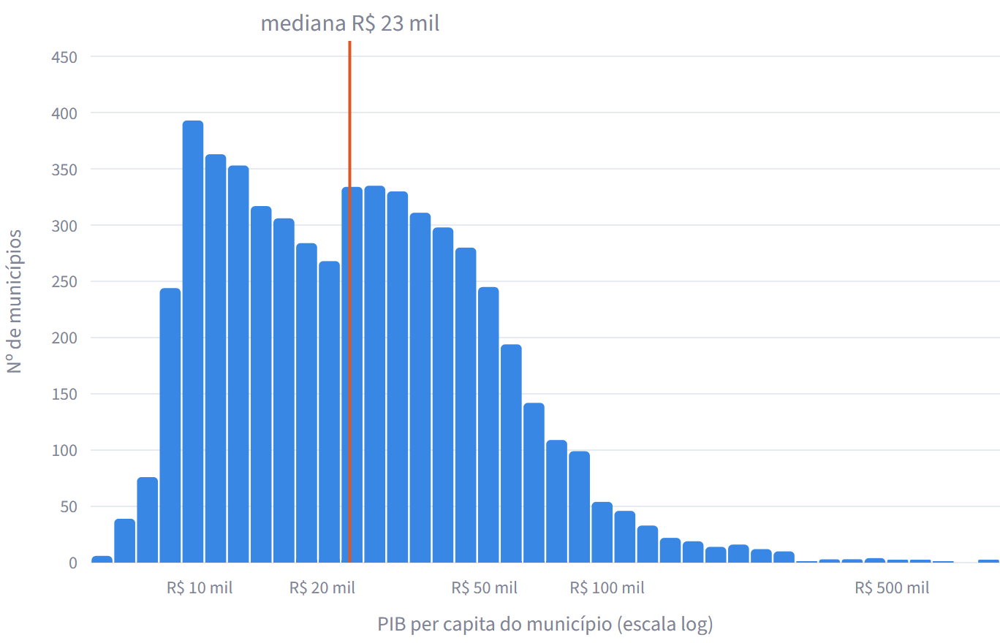 mediana R$ 23 mil
450
400
350
300
250
200
150
100
50
0
Nº de municípios
R$ 10 mil
R$ 20 mil
R$ 50 mil
R$ 100 mil
R$ 500 mil
PIB per capita do município (escala log)